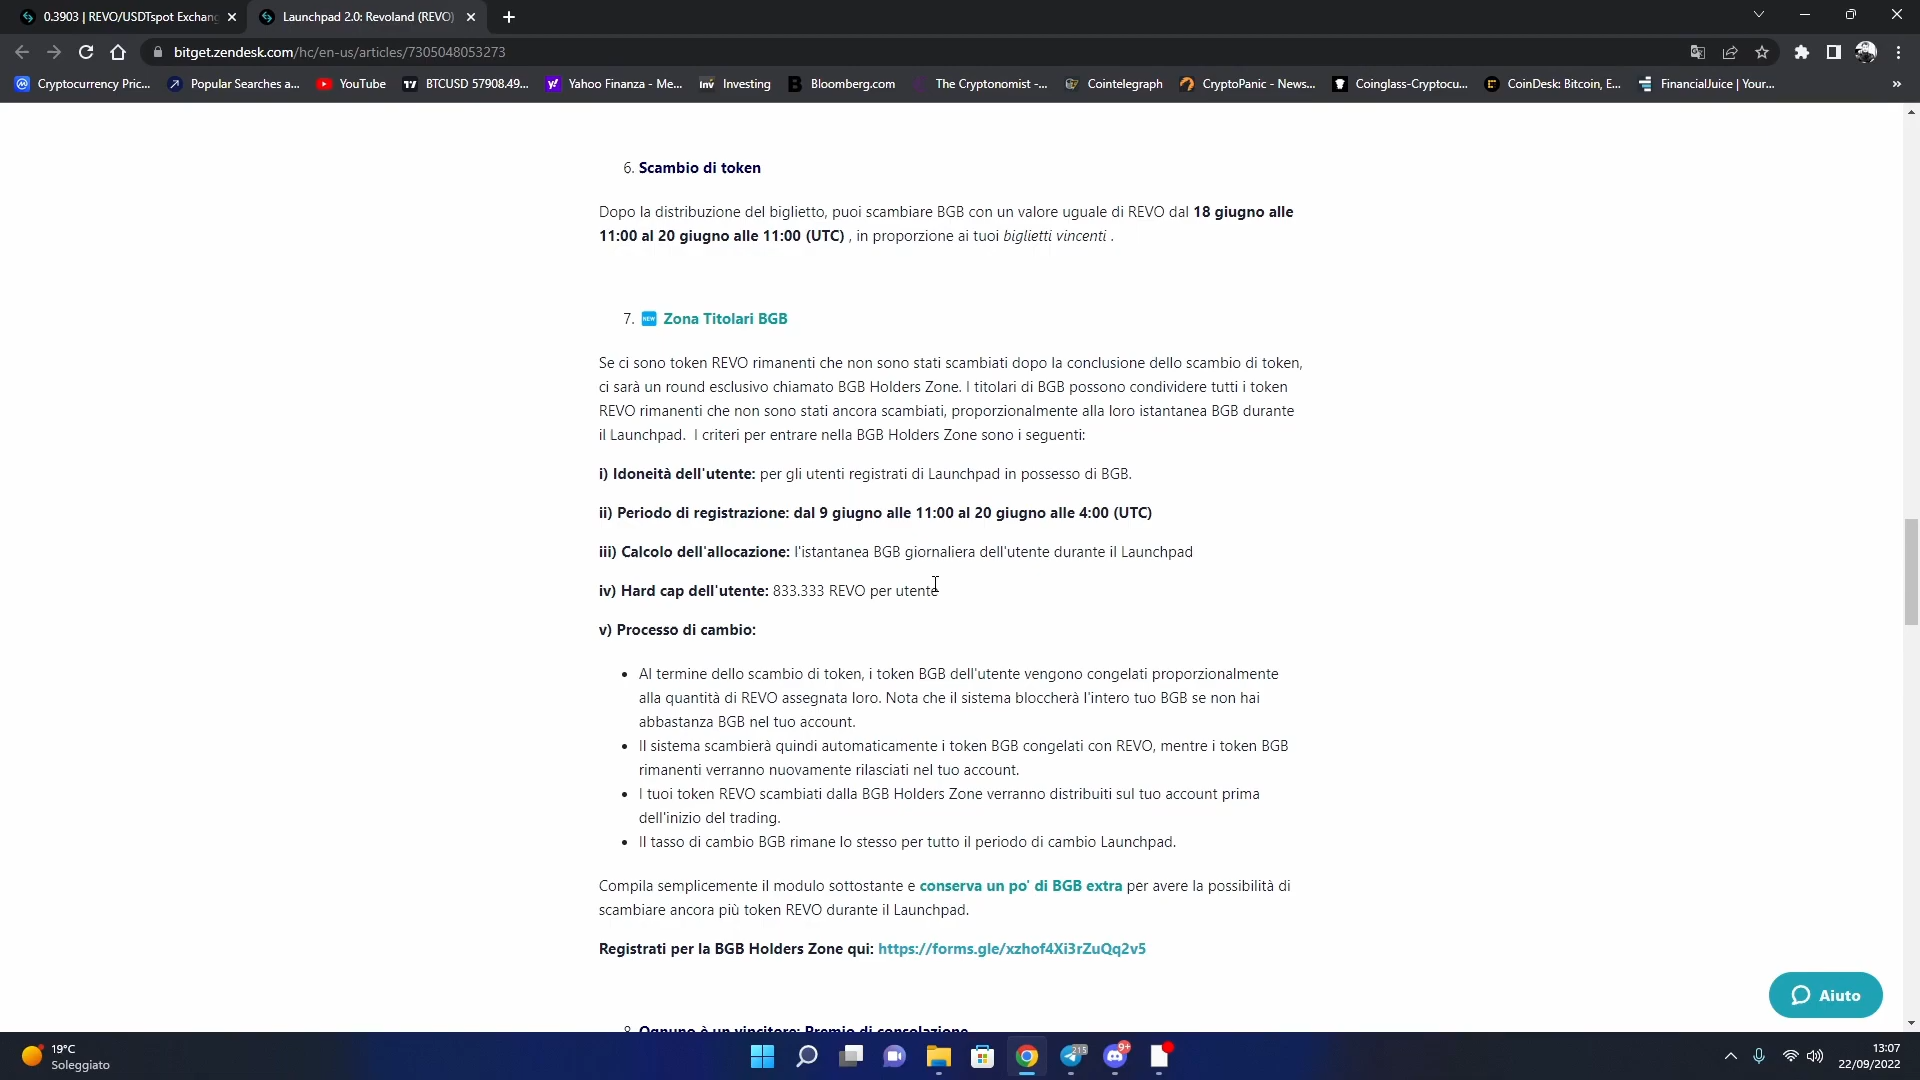 0.3903 | REVO/USDTspot Exchang
Launchpad 2.0: Revoland (REVO)
bitget.zendesk.com/hc/en-us/articles/7305048053273
Cryptocurrency Pric...
Popular Searches a...
YouTube
BTCUSD 57908.49...
Yahoo Finanza - Me...
Inv Investing
Bloomberg.com
The Cryptonomist -...
Cointelegraph
CryptoPanic - News...
Coinglass-Cryptocu...
CoinDesk: Bitcoin, E...
FinancialJuice | Your...
»
6. Scambio di token
Dopo la distribuzione del biglietto, puoi scambiare BGB con un valore uguale di REVO dal 18 giugno alle
11:00 al 20 giugno alle 11:00 (UTC) , in proporzione ai tuoi biglietti vincenti .
7. NEW Zona Titolari BGB
Se ci sono token REVO rimanenti che non sono stati scambiati dopo la conclusione dello scambio di token,
ci sarà un round esclusivo chiamato BGB Holders Zone. I titolari di BGB possono condividere tutti i token
REVO rimanenti che non sono stati ancora scambiati, proporzionalmente alla loro istantanea BGB durante
il Launchpad. I criteri per entrare nella BGB Holders Zone sono i seguenti:
i) Idoneità dell'utente: per gli utenti registrati di Launchpad in possesso di BGB.
ii) Periodo di registrazione: dal 9 giugno alle 11:00 al 20 giugno alle 4:00 (UTC)
iii) Calcolo dell'allocazione: l'istantanea BGB giornaliera dell'utente durante il Launchpad
iv) Hard cap dell'utente: 833.333 REVO per utente
v) Processo di cambio:
• Al termine dello scambio di token, i token BGB dell'utente vengono congelati proporzionalmente
alla quantità di REVO assegnata loro. Nota che il sistema bloccherà l'intero tuo BGB se non hai
abbastanza BGB nel tuo account.
• Il sistema scambierà quindi automaticamente i token BGB congelati con REVO, mentre i token BGB
rimanenti verranno nuovamente rilasciati nel tuo account.
• I tuoi token REVO scambiati dalla BGB Holders Zone verranno distribuiti sul tuo account prima
dell'inizio del trading.
• Il tasso di cambio BGB rimane lo stesso per tutto il periodo di cambio Launchpad.
Compila semplicemente il modulo sottostante e conserva un po' di BGB extra per avere la possibilità di
scambiare ancora più token REVO durante il Launchpad.
Registrati per la BGB Holders Zone qui: https://forms.gle/xzhof4Xi3rZuQq2v5
Aiuto
8. Ognuno è un vincitore: Premio di consolazione
19°C
Soleggiato
215
9+
13:07
22/09/2022